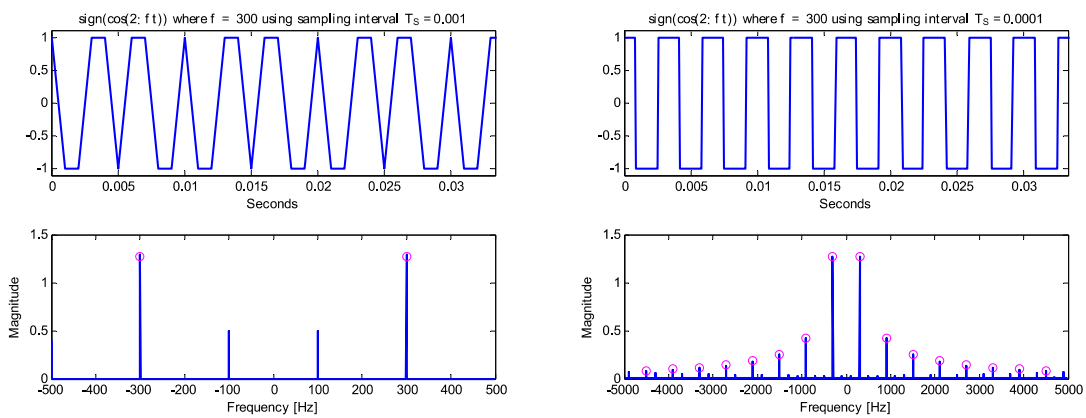 sign(cos(2: f t)) where f = 300 using sampling interval T_S = 0.001
1
0.5
0
-0.5
-1
0 0.005 0.01 0.015 0.02 0.025 0.03
Seconds
1.5
1
0.5
0
Magnitude
-500 -400 -300 -200 -100 0 100 200 300 400 500
Frequency [Hz]
sign(cos(2: f t)) where f = 300 using sampling interval T_S = 0.0001
1
0.5
0
-0.5
-1
0 0.005 0.01 0.015 0.02 0.025 0.03
Seconds
1.5
1
0.5
0
Magnitude
-5000 -4000 -3000 -2000 -1000 0 1000 2000 3000 4000 5000
Frequency [Hz]